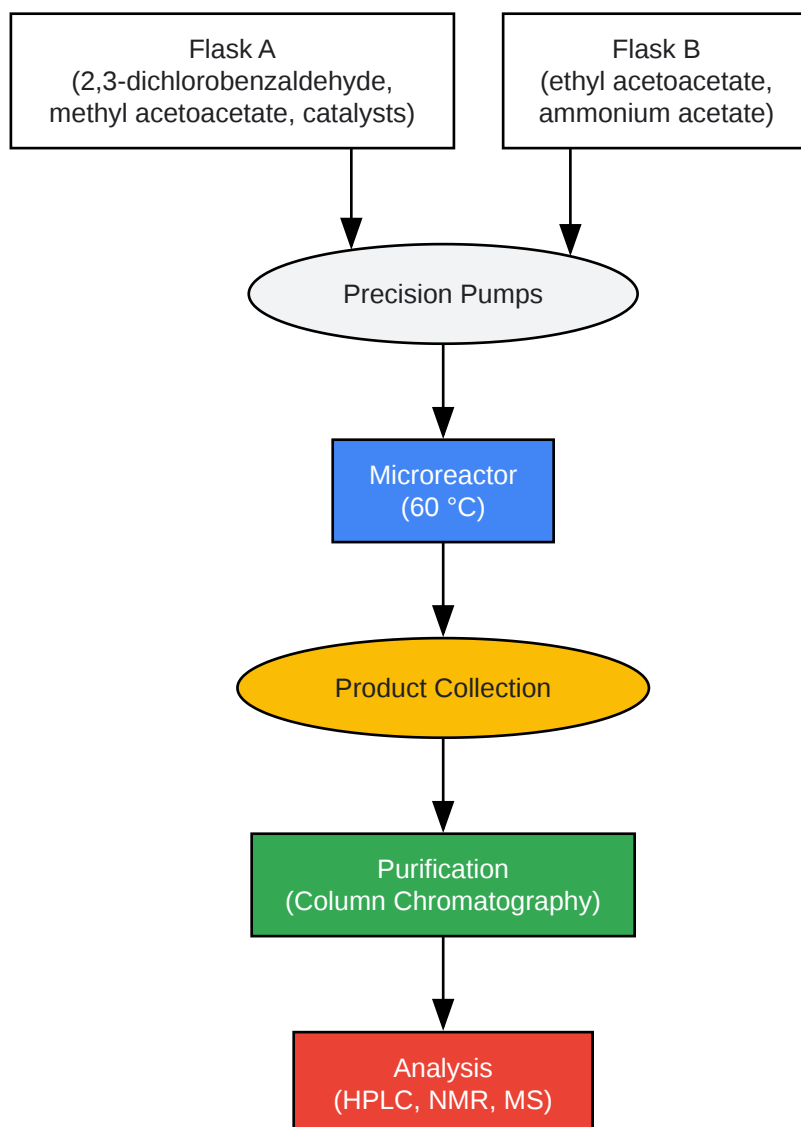 Flask A
(2,3-dichlorobenzaldehyde,
methyl acetoacetate, catalysts)
Flask B
(ethyl acetoacetate,
ammonium acetate)
Precision Pumps
Microreactor
(60 °C)
Product Collection
Purification
(Column Chromatography)
Analysis
(HPLC, NMR, MS)